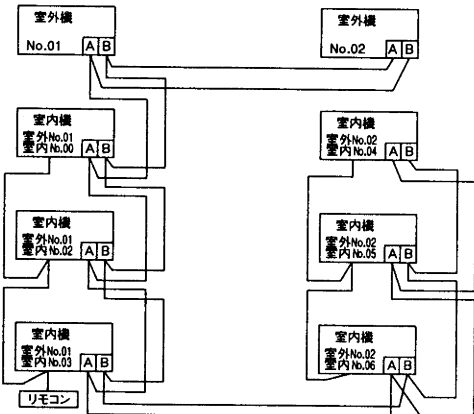 室外機
No.01 A B
室外機
No.02 A B
室内機
室外No.01
室内No.00 A B
室内機
室外No.02
室内No.04 A B
室内機
室外No.01
室内No.02 A B
室内機
室外No.02
室内No.05 A B
室内機
室外No.01
室内No.03 A B
リモコン
室内機
室外No.02
室内No.06 A B